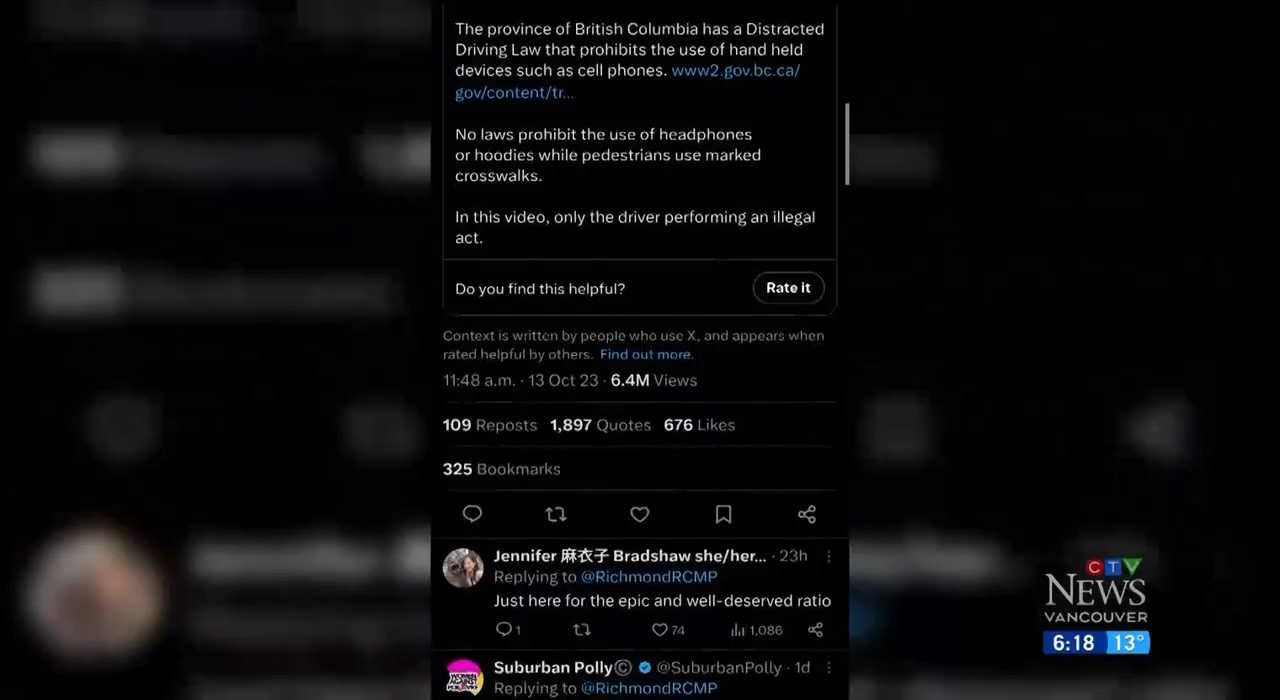 The province of British Columbia has a Distracted
Driving Law that prohibits the use of hand held
devices such as cell phones. www2.gov.bc.ca/
gov/content/tr...
No laws prohibit the use of headphones
or hoodies while pedestrians use marked
crosswalks.
In this video, only the driver performing an illegal
act.
Do you find this helpful?
Rate it
Context is written by people who use X, and appears when
rated helpful by others. Find out more.
11:48 a.m. · 13 Oct 23 · 6.4M Views
109 Reposts 1,897 Quotes 676 Likes
325 Bookmarks
Jennifer 麻衣子 Bradshaw she/her... · 23h
Replying to @RichmondRCMP
Just here for the epic and well-deserved ratio
1 74 1,086
Suburban Polly© @SuburbanPolly · 1d
Replying to @RichmondRCMP
CTV
NEWS
VANCOUVER
6:18 13°